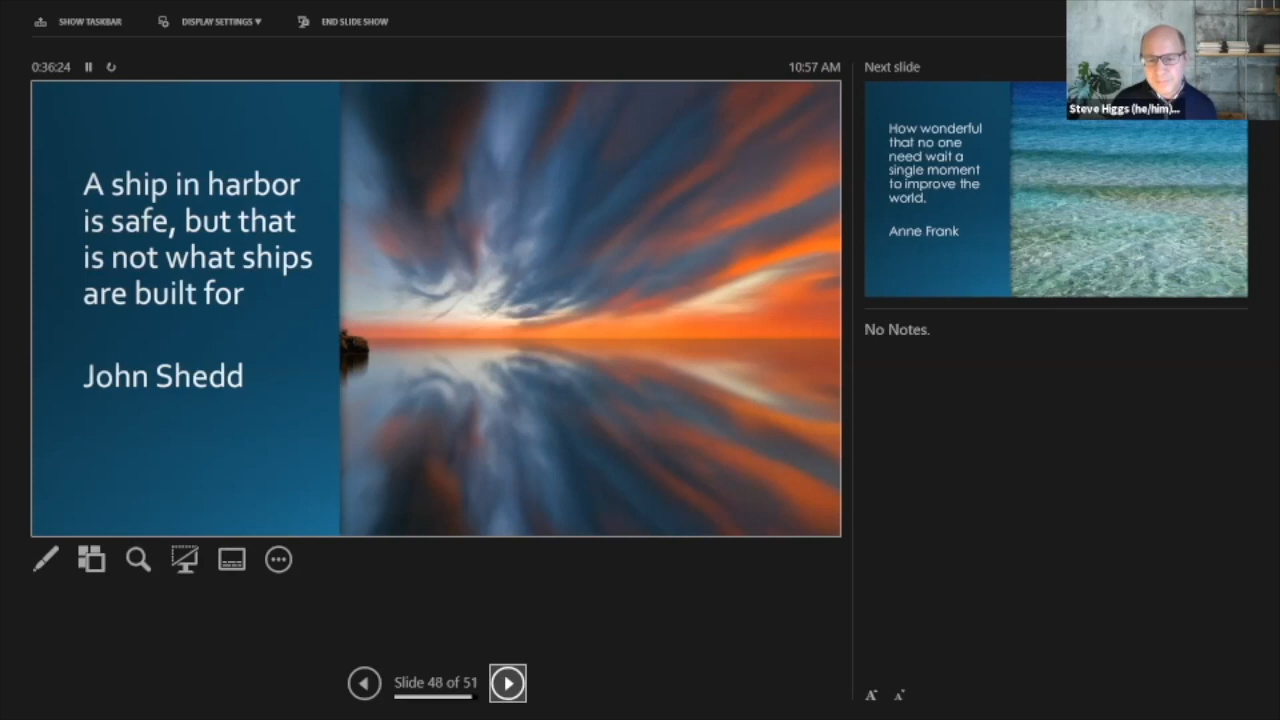 SHOW TASKBAR
DISPLAY SETTINGS ▼
END SLIDE SHOW
0:36:24
10:57 AM
Next slide
Steve Higgs (he/him)...
A ship in harbor
is safe, but that
is not what ships
are built for
John Shedd
How wonderful
that no one
need wait a
single moment
to improve the
world.
Anne Frank
No Notes.
Slide 48 of 51
A A